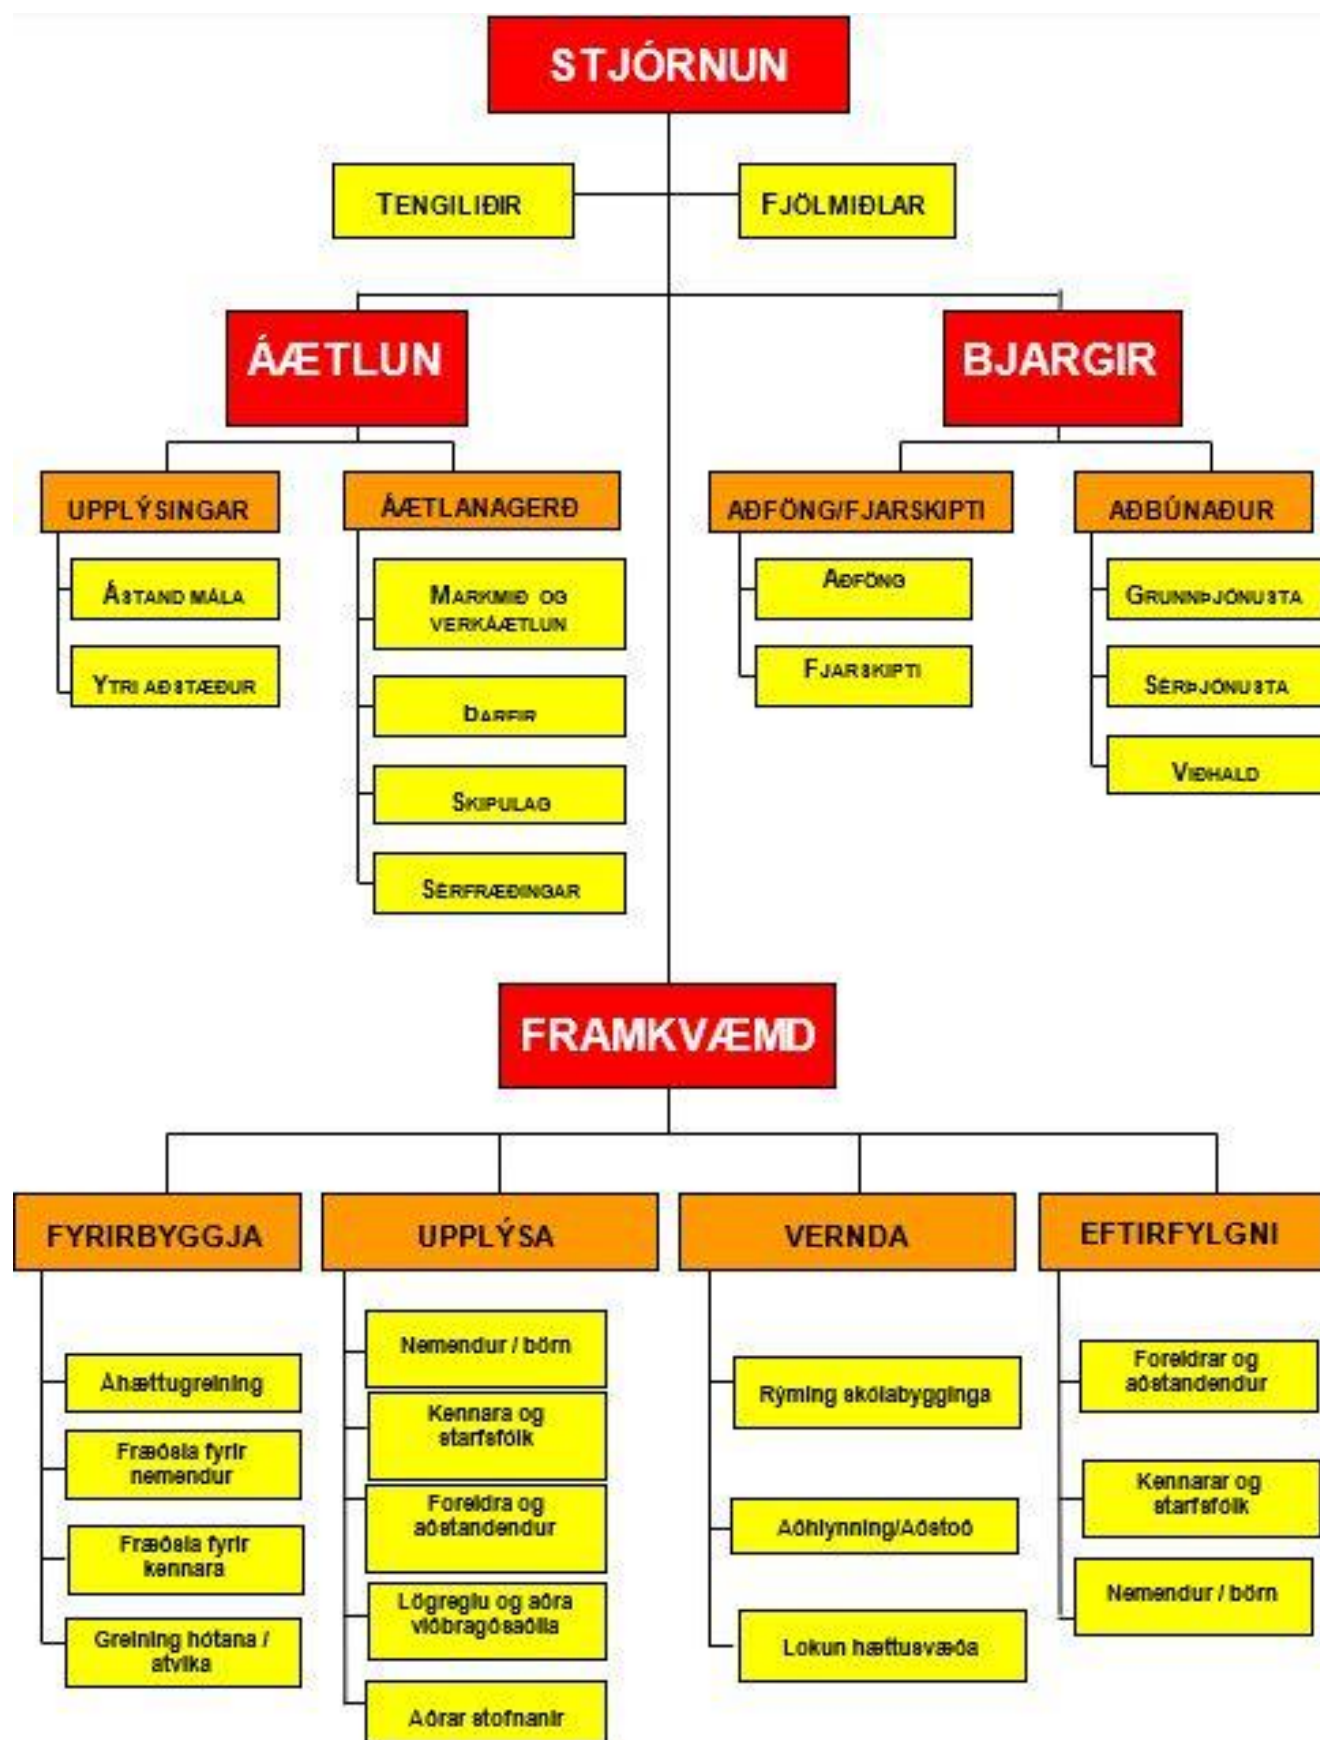 STJÓRNUN
TENGILIÐIR
FJÖLMIÐLAR
ÁÆTLUN
BJARGIR
UPPLÝSINGAR
ÁÆTLANAGERÐ
AÐFÖNG/FJARSKIPTI
AÐBÚNAÐUR
ÁSTAND MÁLA
YTRI AÐSTÆÐUR
MARKMIÐ OG
VERKÁÆTLUN
ÞARFIR
SKIPULAG
SÉRFRÆÐINGAR
AÐFÖNG
FJARSKIPTI
GRUNNÞJÓNUSTA
SÉRÞJÓNUSTA
VIÐHALD
FRAMKVÆMD
FYRIRBYGGJA
UPPLÝSA
VERNDA
EFTIRFYLGNI
Áhættugreining
Fræðsla fyrir
nemendur
Fræðsla fyrir
kennara
Greining hótana /
atvika
Nemendur / börn
Kennara og
starfsfólk
Foreldra og
aðstandendur
Lögreglu og aðra
viðbragðsaðila
Aðrar stofnanir
Rýming skólabygginga
Aðhlynning/Aðstoð
Lokun hættusvæða
Foreldrar og
aðstandendur
Kennarar og
starfsfólk
Nemendur / börn